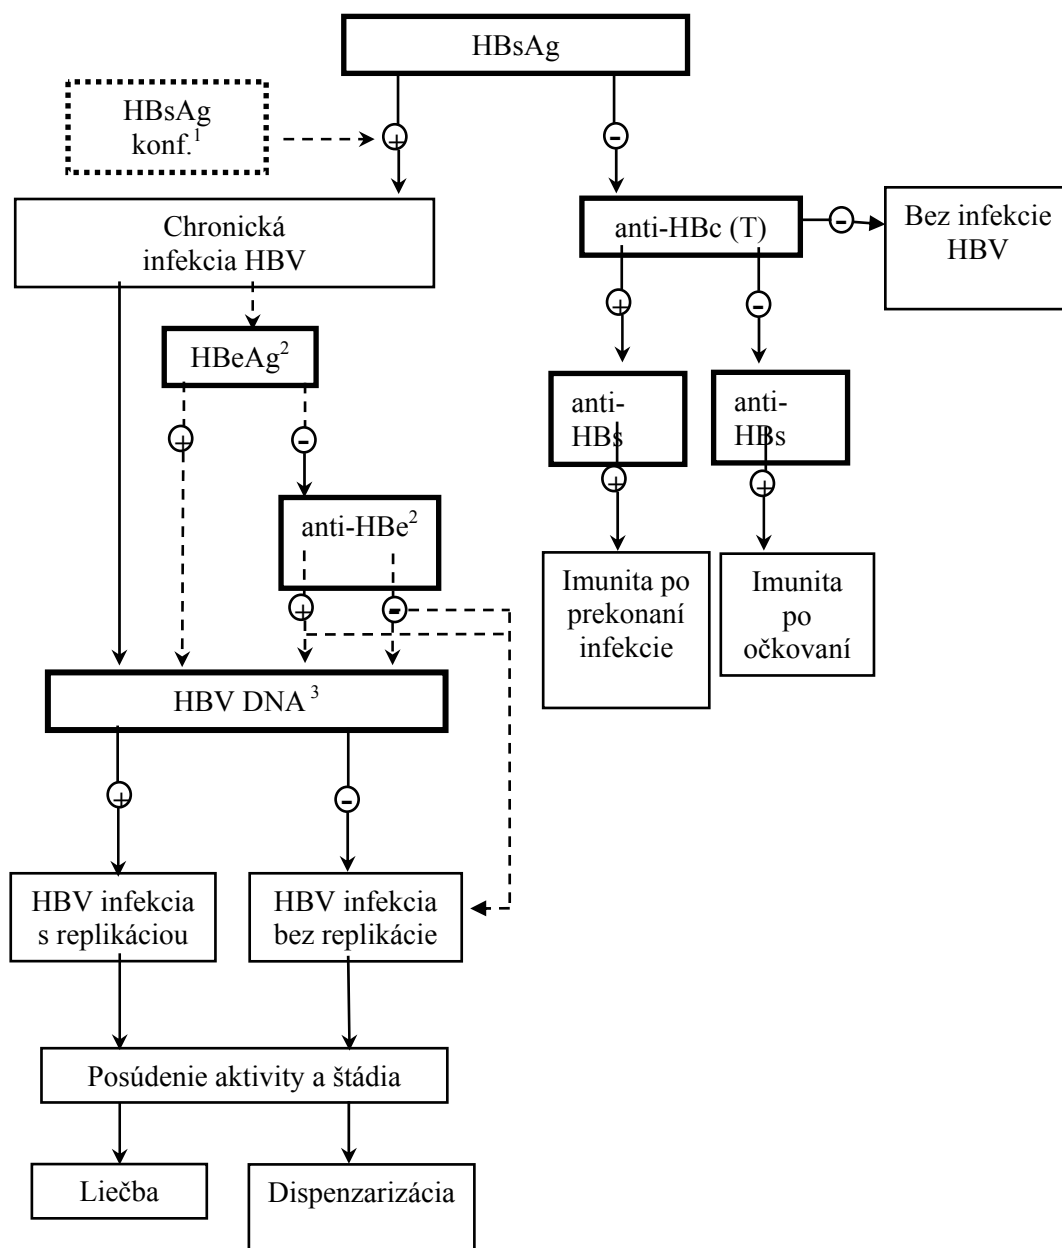 HBsAg
HBsAg
konf.1
+
-
Chronická
infekcia HBV
anti-HBc (T)
-
Bez infekcie
HBV
+
-
HBeAg2
anti-
HBs
anti-
HBs
+
-
+
+
anti-HBe2
Imunita po
prekonaní
infekcie
Imunita
po
očkovaní
+
-
HBV DNA 3
+
-
HBV infekcia
s replikáciou
HBV infekcia
bez replikácie
Posúdenie aktivity a štádia
Liečba
Dispenzarizácia